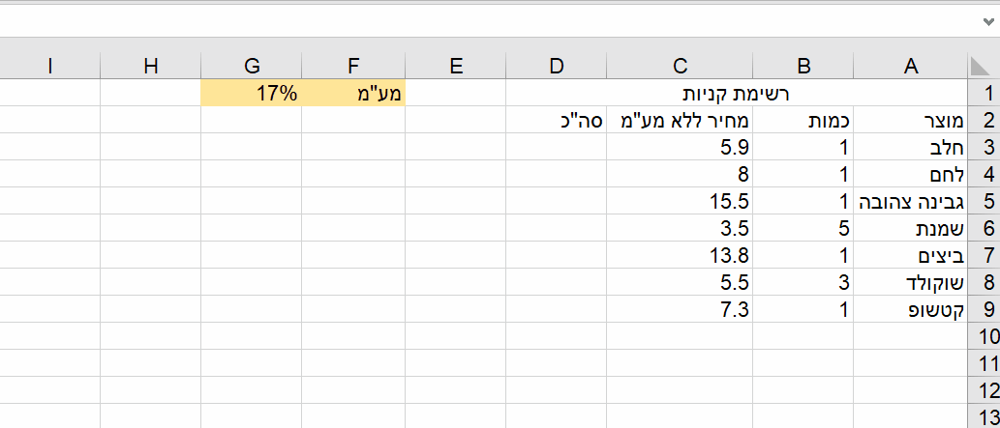 A B C D E F G H I
1 רשימת קניות מע"מ 17%
2 מוצר כמות מחיר ללא מע"מ סה"כ
3 חלב 1 5.9
4 לחם 1 8
5 גבינה צהובה 1 15.5
6 שמנת 5 3.5
7 ביצים 1 13.8
8 שוקולד 3 5.5
9 קטשופ 1 7.3
10
11
12
13